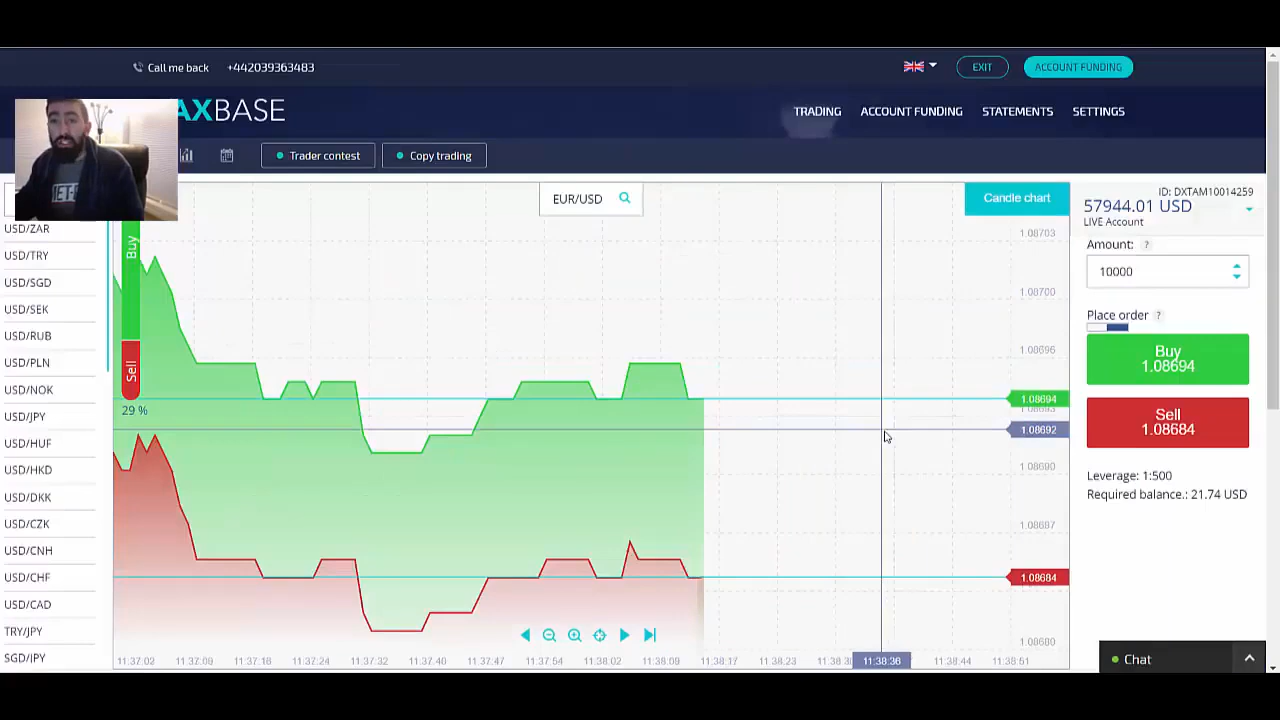 Call me back +442039363483
EXIT ACCOUNT FUNDING
AXBASE
TRADING ACCOUNT FUNDING STATEMENTS SETTINGS
Trader contest Copy trading
EUR/USD
Candle chart
ID: DXTAM10014259
57944.01 USD
LIVE Account
Amount: ?
10000
Place order ?
Buy
1.08694
Sell
1.08684
Leverage: 1:500
Required balance.: 21.74 USD
USD/ZAR
USD/TRY
USD/SGD
USD/SEK
USD/RUB
USD/PLN
USD/NOK
USD/JPY
USD/HUF
USD/HKD
USD/DKK
USD/CZK
USD/CNH
USD/CHF
USD/CAD
TRY/JPY
SGD/JPY
Buy
Sell
29 %
1.08703
1.08700
1.08695
1.08694
1.08693
1.08692
1.08690
1.08687
1.08684
1.08680
11:37:02 11:37:09 11:37:16 11:37:24 11:37:32 11:37:40 11:37:47 11:37:54 11:38:02 11:38:09 11:38:17 11:38:23 11:38:36 11:38:44 11:38:51
Chat